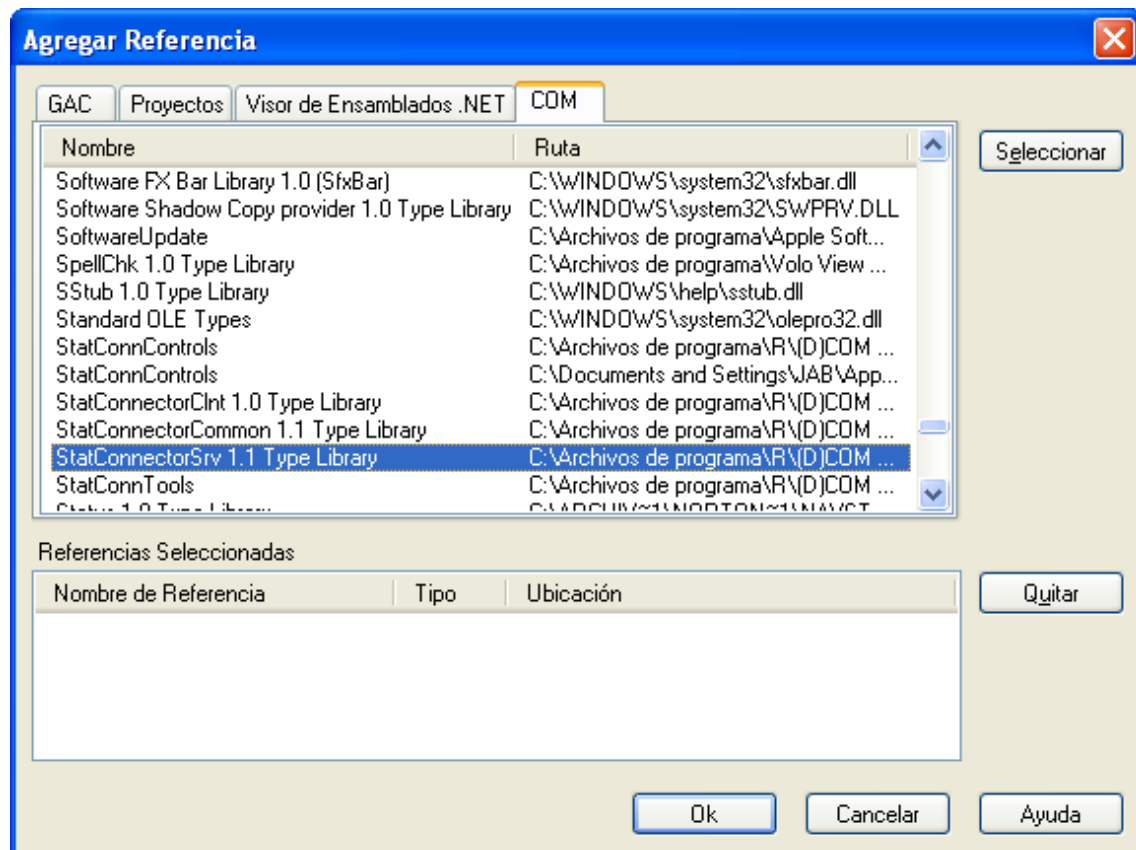 Agregar Referencia
GAC Proyectos Visor de Ensamblados .NET COM
Nombre Ruta
Seleccionar
Software FX Bar Library 1.0 (SfxBar) C:\WINDOWS\system32\sfxbar.dll
Software Shadow Copy provider 1.0 Type Library C:\WINDOWS\system32\SWPRV.DLL
SoftwareUpdate C:\Archivos de programa\Apple Soft...
SpellChk 1.0 Type Library C:\Archivos de programa\Volo View ...
SStub 1.0 Type Library C:\WINDOWS\help\sstub.dll
Standard OLE Types C:\WINDOWS\system32\olepro32.dll
StatConnControls C:\Archivos de programa\R\(D)COM ...
StatConnControls C:\Documents and Settings\JAB\App...
StatConnectorClnt 1.0 Type Library C:\Archivos de programa\R\(D)COM ...
StatConnectorCommon 1.1 Type Library C:\Archivos de programa\R\(D)COM ...
StatConnectorSrv 1.1 Type Library C:\Archivos de programa\R\(D)COM ...
StatConnTools C:\Archivos de programa\R\(D)COM ...
Referencias Seleccionadas
Nombre de Referencia Tipo Ubicación
Quitar
Ok Cancelar Ayuda